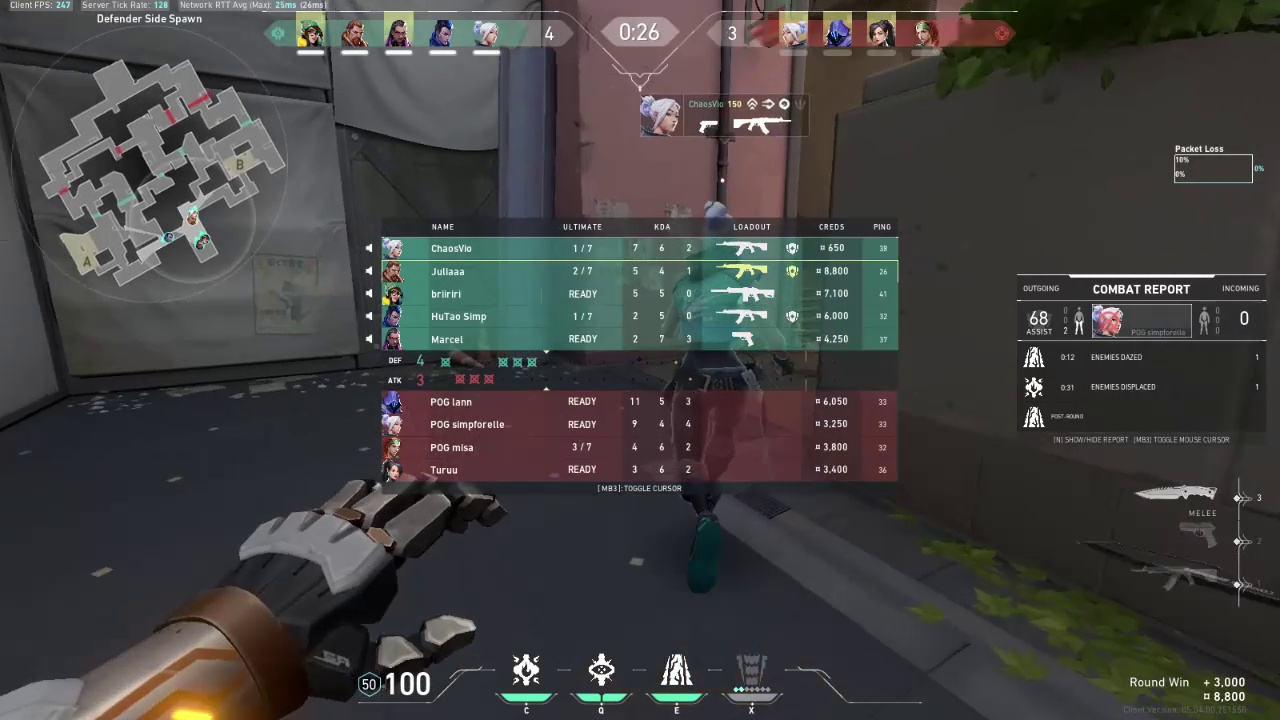 Client FPS: 247 Server Tick Rate: 128 Network RTT Avg (Max): 25ms (26ms)
Defender Side Spawn
4 0:26 3
ChaosVio 150
Packet Loss
10%
0%
0%
B
A
NAME ULTIMATE KDA LOADOUT CREDS PING
ChaosVio 1 / 7 7 6 2 ¤ 650 38
Juliaaa 2 / 7 5 4 1 ¤ 8,800 26
briiriri READY 5 5 0 ¤ 7,100 41
HuTao Simp 1 / 7 2 5 0 ¤ 6,000 32
Marcel READY 2 7 3 ¤ 4,250 37
DEF 4
ATK 3
POG lann READY 11 5 3 ¤ 6,050 33
POG simpforelle READY 9 4 4 ¤ 3,250 33
POG misa 3 / 7 4 6 2 ¤ 3,800 32
Turuu READY 3 6 2 ¤ 3,400 36
[MB3] TOGGLE CURSOR
OUTGOING COMBAT REPORT INCOMING
68
ASSIST
0
0
2
POG simpforelle
0
0
0
0
0:12 ENEMIES DAZED 1
0:31 ENEMIES DISPLACED 1
POST-ROUND
[N] SHOW/HIDE REPORT [MB3] TOGGLE MOUSE CURSOR
3
MELEE
2
1
50 100
C Q E X
Round Win + 3,000
¤ 8,800